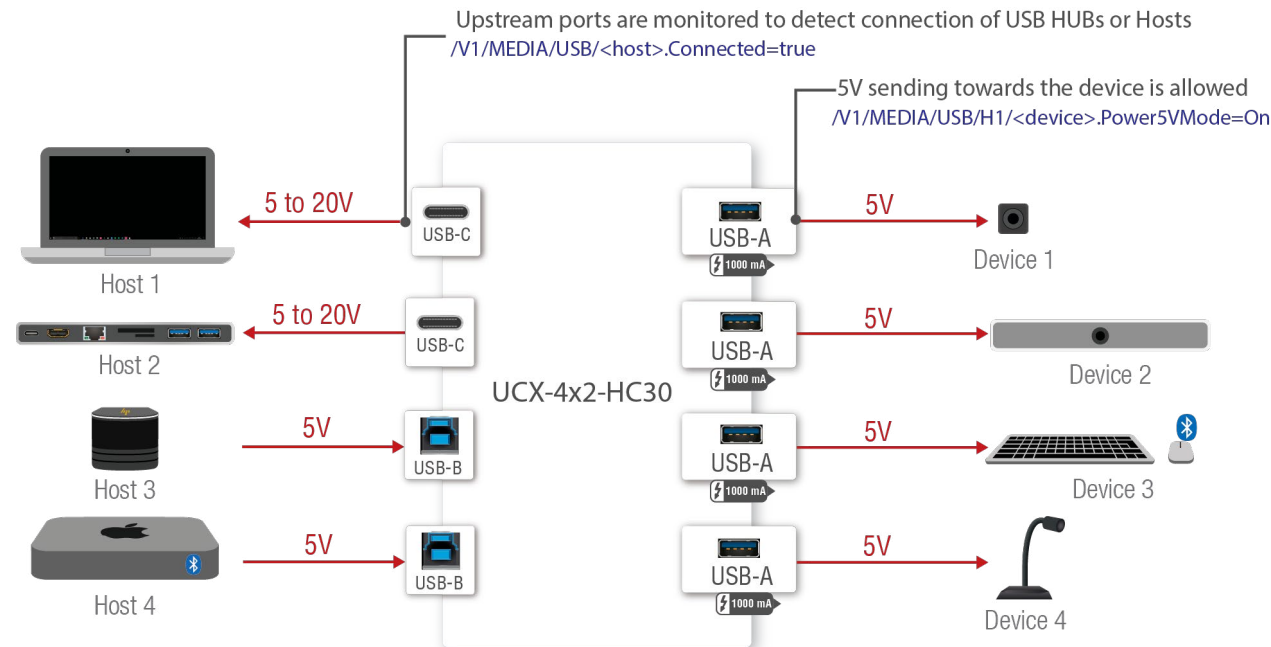 Upstream ports are monitored to detect connection of USB HUBs or Hosts
/V1/MEDIA/USB/<host>.Connected=true
5V sending towards the device is allowed
/V1/MEDIA/USB/H1/<device>.Power5VMode=On
5 to 20V
USB-C
Host 1
USB-A
1000 mA
5V
Device 1
5 to 20V
USB-C
Host 2
USB-A
1000 mA
5V
Device 2
UCX-4x2-HC30
5V
USB-B
Host 3
USB-A
1000 mA
5V
Device 3
5V
USB-B
Host 4
USB-A
1000 mA
5V
Device 4